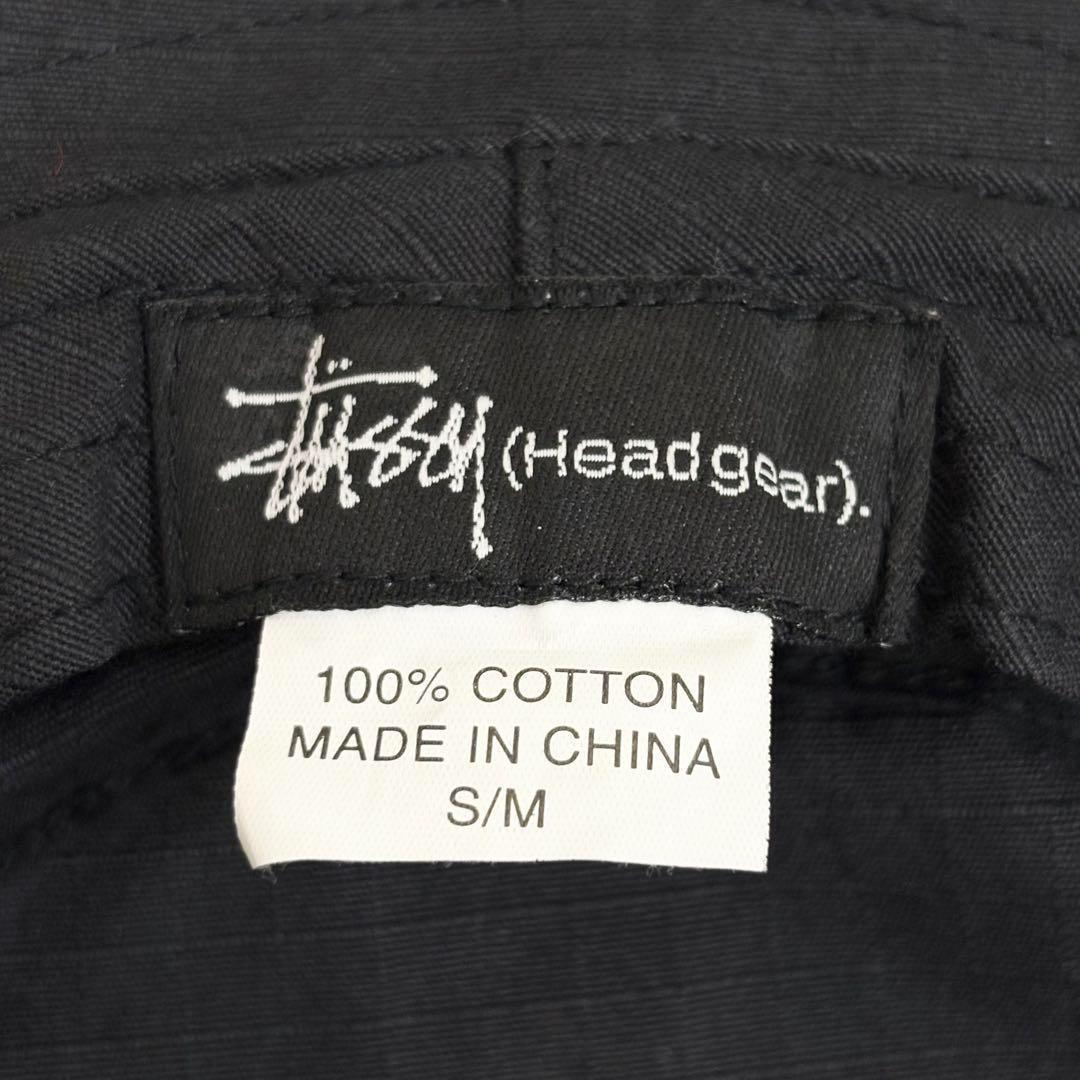 Stüssy (Headgear).
100% COTTON
MADE IN CHINA
S/M